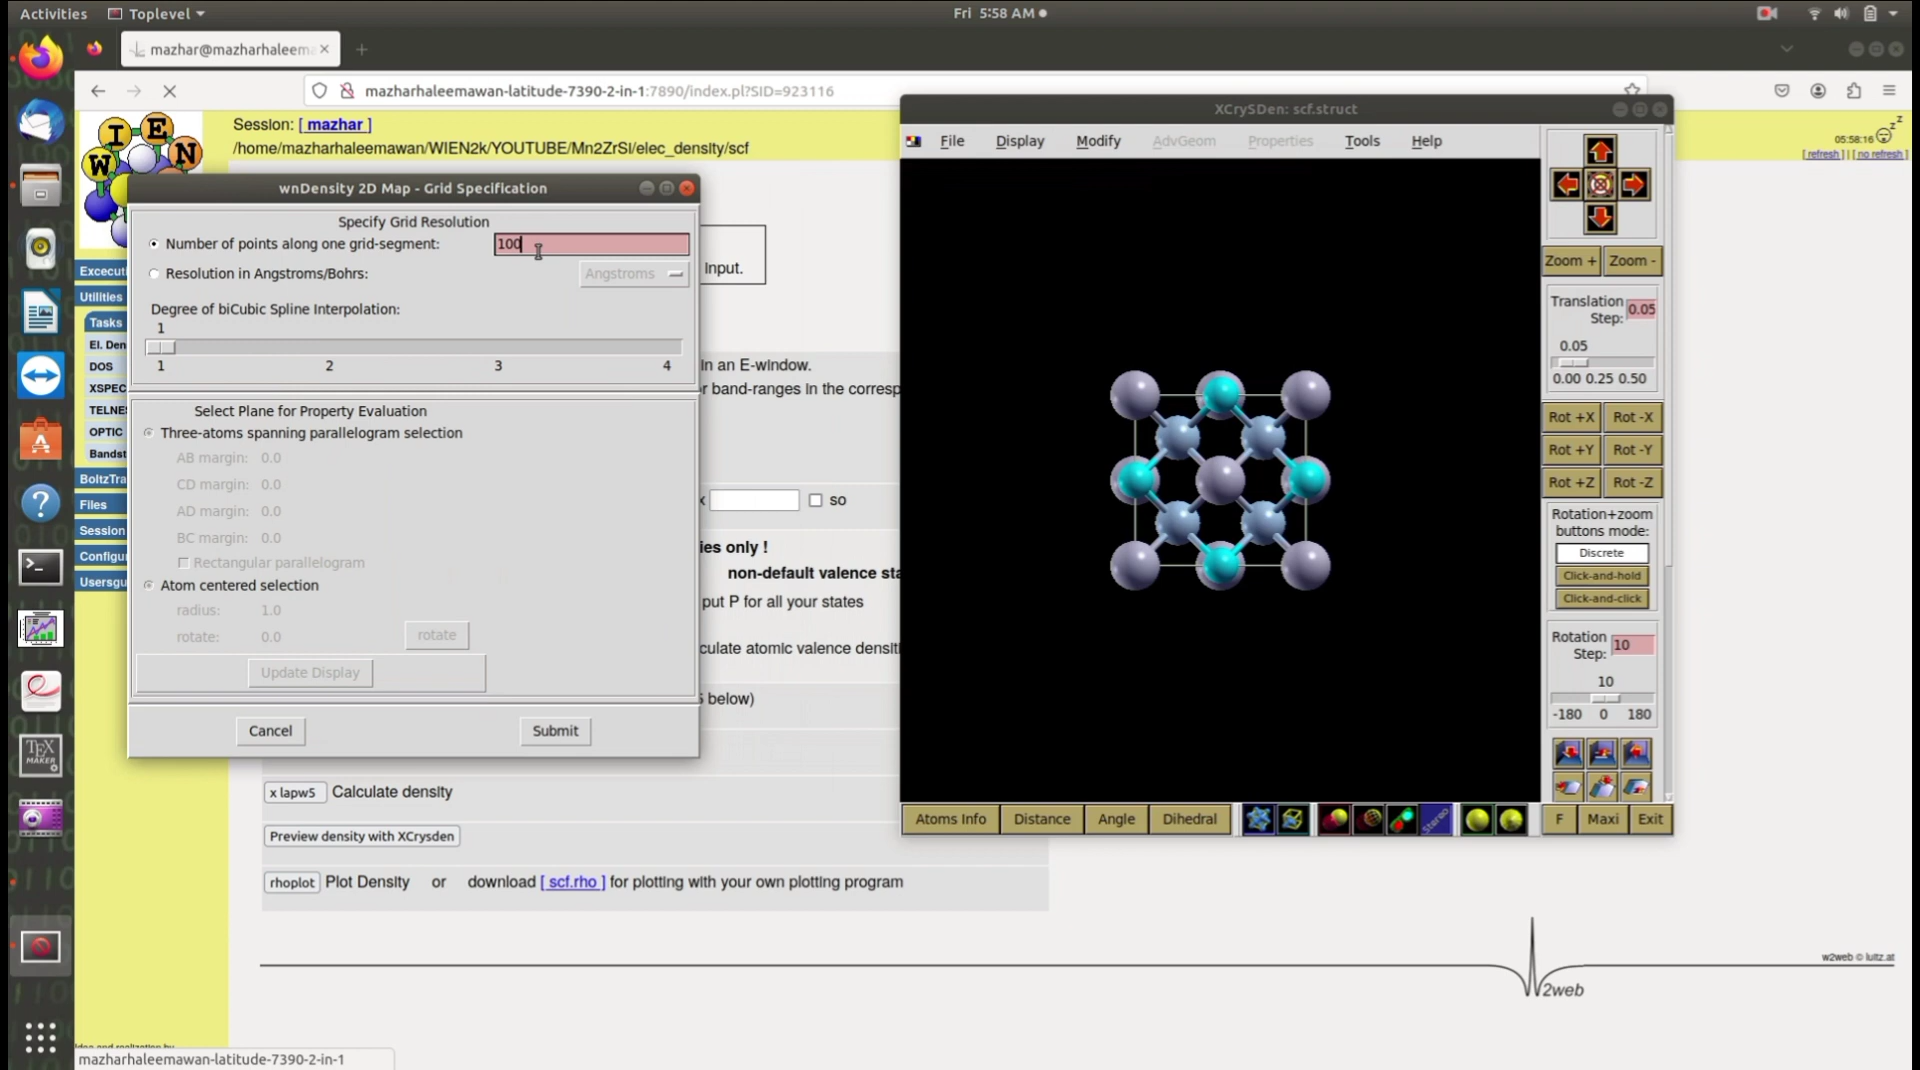 Activities
Toplevel
Fri 5:58 AM
mazhar@mazharhaleema
mazharhaleemawan-latitude-7390-2-in-1:7890/index.pl?SID=923116
W I E N
Session: [ mazhar ]
/home/mazharhaleemawan/WIEN2k/YOUTUBE/Mn2ZrSi/elec_density/scf
05:58:16
[ refresh ] | [ no refresh ]
wnDensity 2D Map - Grid Specification
Specify Grid Resolution
Number of points along one grid-segment: 100
Resolution in Angstroms/Bohrs: Angstroms
Degree of biCubic Spline Interpolation:
1
1 2 3 4
Select Plane for Property Evaluation
Three-atoms spanning parallelogram selection
AB margin: 0.0
CD margin: 0.0
AD margin: 0.0
BC margin: 0.0
Rectangular parallelogram
Atom centered selection
radius: 1.0
rotate: 0.0 rotate
Update Display
Cancel Submit
Utilities
Tasks
El. Den
DOS
XSPEC
TELNES
OPTIC
Bandst
BoltzTra
Files
Session
Configu
Usersgu
Input.
in an E-window.
or band-ranges in the corresp
x so
ies only !
non-default valence sta
put P for all your states
culate atomic valence densiti
below)
x lapw5 Calculate density
Preview density with XCrysden
rhoplot Plot Density or download [ scf.rho ] for plotting with your own plotting program
w2web © luitz.at
2web
mazharhaleemawan-latitude-7390-2-in-1
XCrySDen: scf.struct
File Display Modify AdvGeom Properties Tools Help
Zoom + Zoom -
Translation
Step: 0.05
0.05
0.00 0.25 0.50
Rot +X Rot -X
Rot +Y Rot -Y
Rot +Z Rot -Z
Rotation+zoom
buttons mode:
Discrete
Click-and-hold
Click-and-click
Rotation
Step: 10
10
-180 0 180
Atoms Info Distance Angle Dihedral Stereo F Maxi Exit
TEX
MAKER